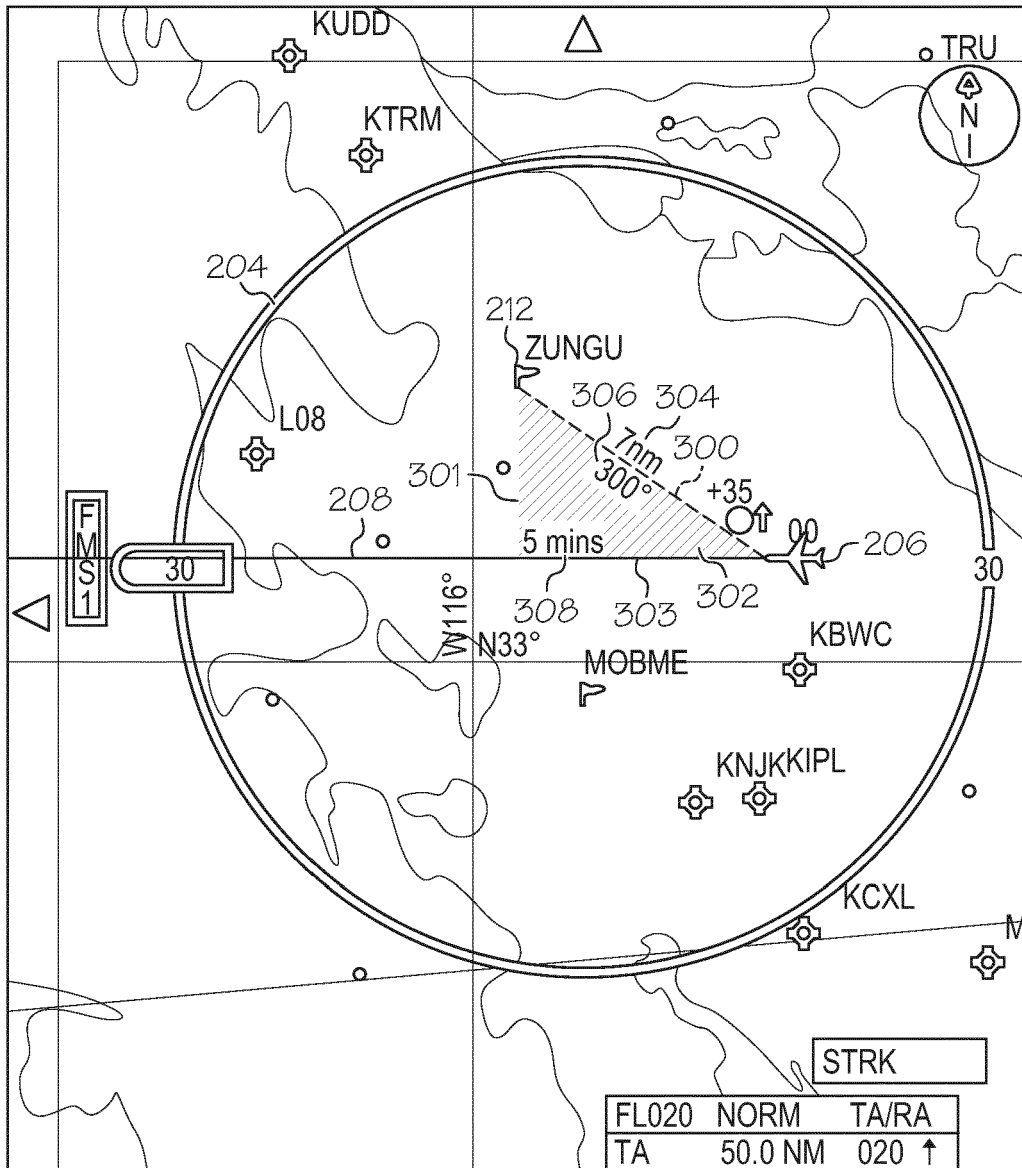 KUDD
TRU
KTRM
N
204
212
ZUNGU
306
304
7nm
300
300°
L08
301
+35
208
5 mins
00
206
FMS1
30
30
308
303
302
W116°
N33°
KBWC
MOBME
KNJK
KIPL
KCXL
M
STRK
FL020 NORM TA/RA
TA 50.0 NM 020 ↑